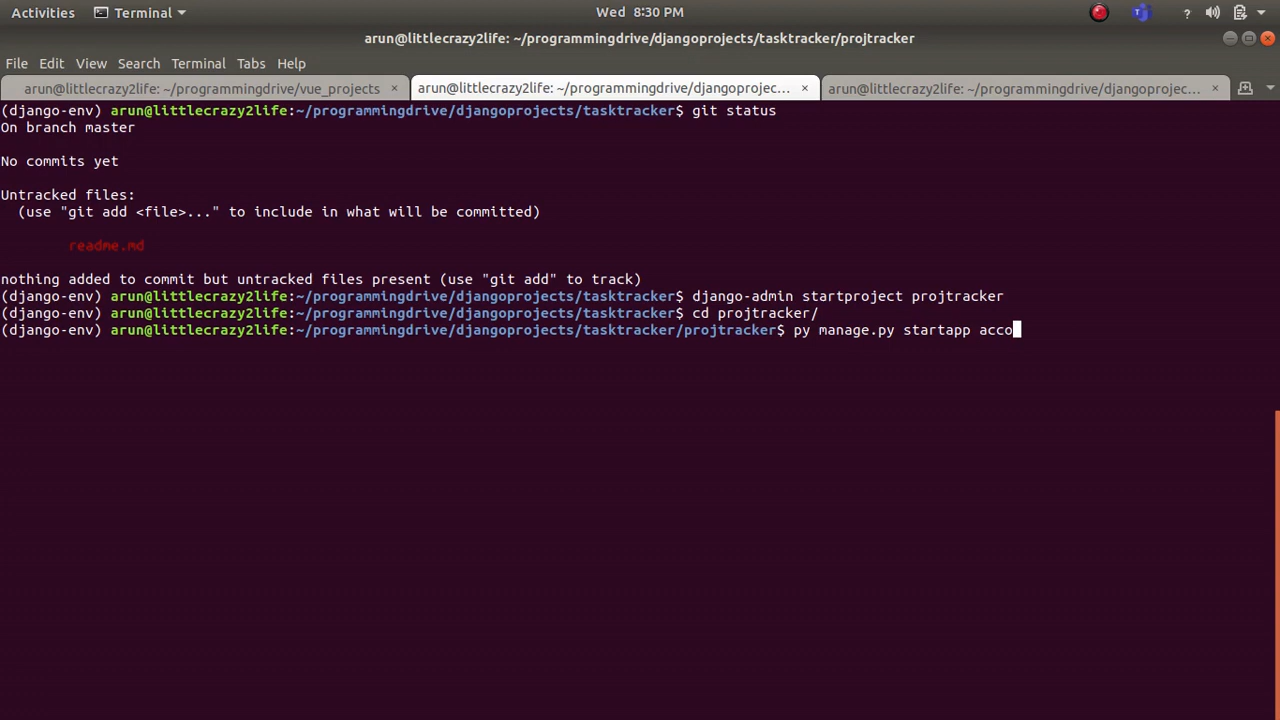 Activities Terminal Wed 8:30 PM ?
arun@littlecrazy2life: ~/programmingdrive/djangoprojects/tasktracker/projtracker
File Edit View Search Terminal Tabs Help
arun@littlecrazy2life: ~/programmingdrive/vue_projects × arun@littlecrazy2life: ~/programmingdrive/djangoprojec... × arun@littlecrazy2life: ~/programmingdrive/djangoprojec... ×
(django-env) arun@littlecrazy2life:~/programmingdrive/djangoprojects/tasktracker$ git status
On branch master
No commits yet
Untracked files:
(use "git add <file>..." to include in what will be committed)
readme.md
nothing added to commit but untracked files present (use "git add" to track)
(django-env) arun@littlecrazy2life:~/programmingdrive/djangoprojects/tasktracker$ django-admin startproject projtracker
(django-env) arun@littlecrazy2life:~/programmingdrive/djangoprojects/tasktracker$ cd projtracker/
(django-env) arun@littlecrazy2life:~/programmingdrive/djangoprojects/tasktracker/projtracker$ py manage.py startapp acco